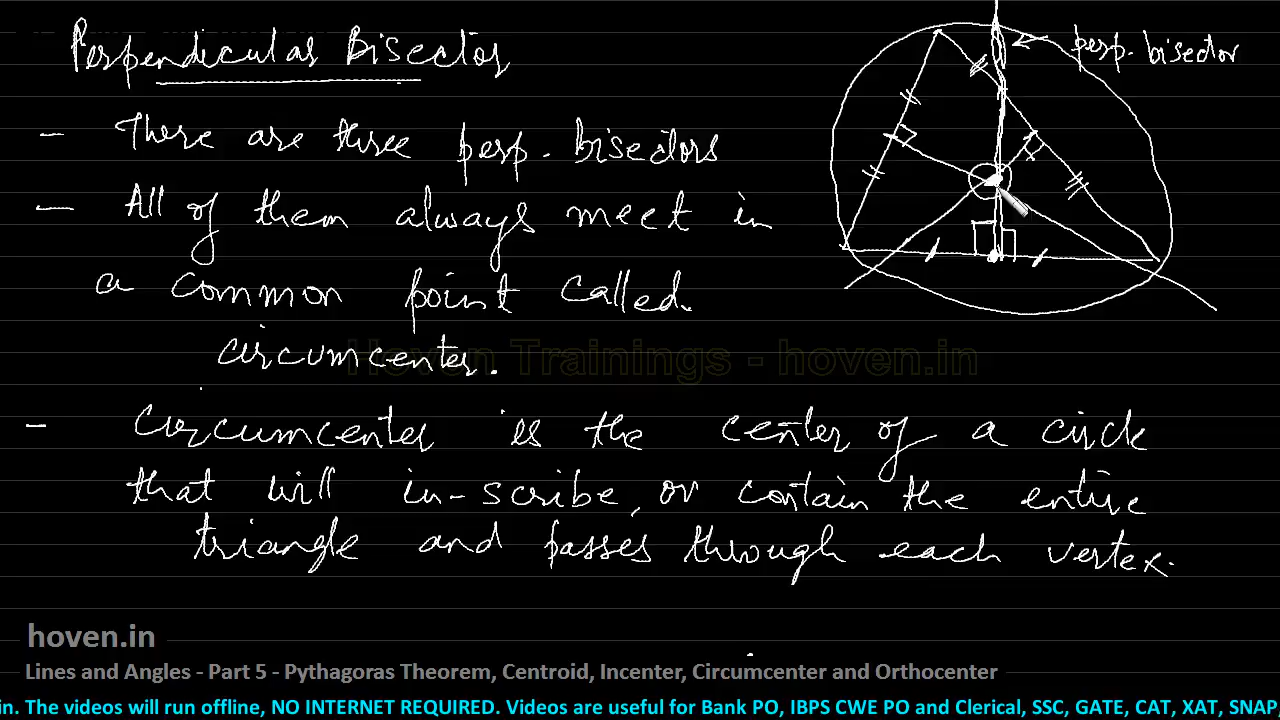 Perpendicular Bisector
perp. bisector
- There are three perp. Bisectors
- All of them always meet in
a common point called
circumcenter.
Hoven Trainings - hoven.in
- Circumcenter is the center of a circle
that will in-scribe, or contain the entire
triangle and passes through each vertex.
hoven.in
Lines and Angles - Part 5 - Pythagoras Theorem, Centroid, Incenter, Circumcenter and Orthocenter
in. The videos will run offline, NO INTERNET REQUIRED. Videos are useful for Bank PO, IBPS CWE PO and Clerical, SSC, GATE, CAT, XAT, SNAP,